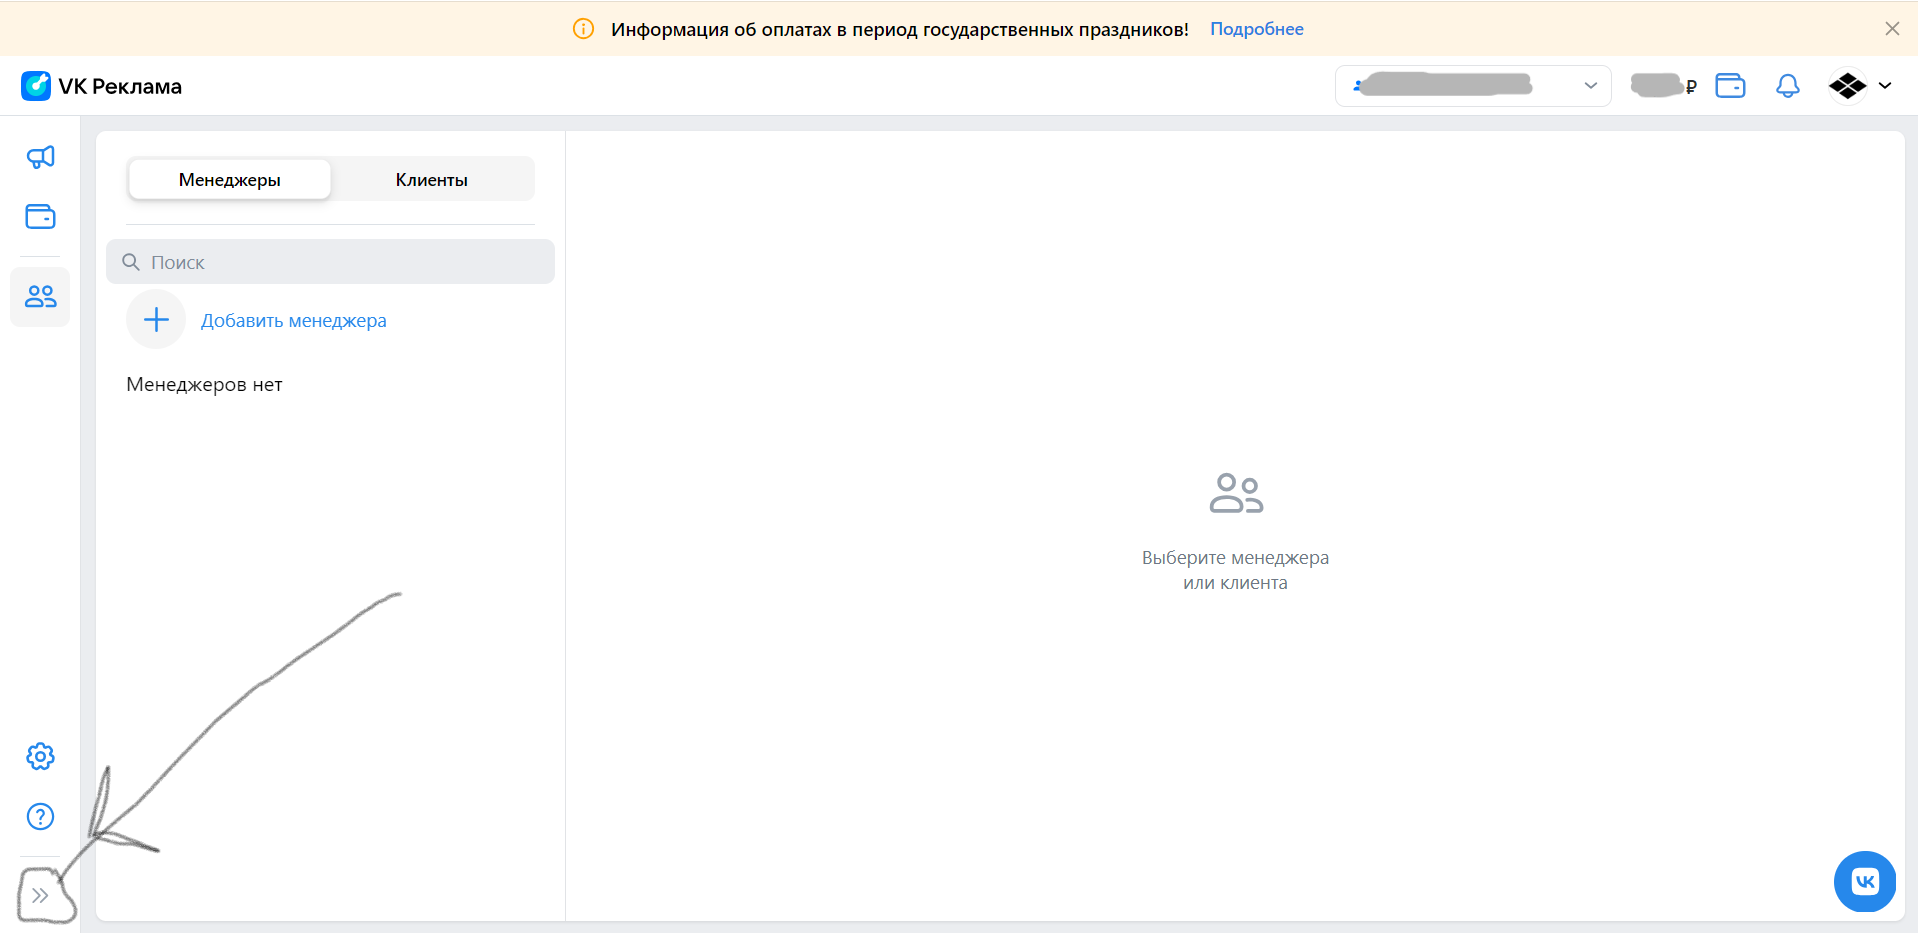 Информация об оплатах в период государственных праздников! Подробнее
VK Реклама
₽
Менеджеры Клиенты
Поиск
Добавить менеджера
Менеджеров нет
Выберите менеджера
или клиента